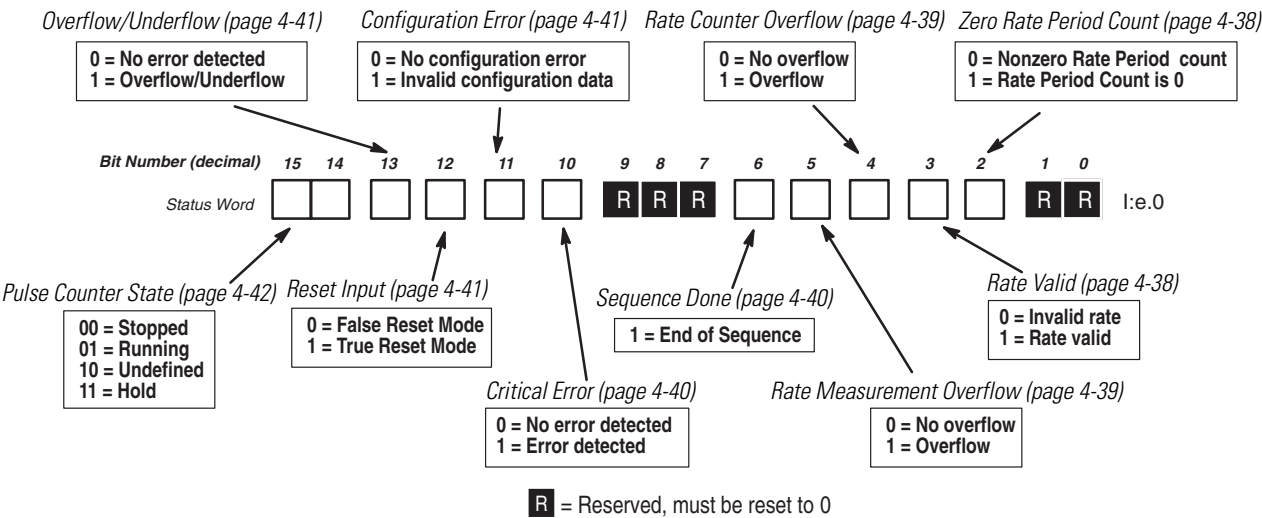 Overflow/Underflow (page 4-41)
0 = No error detected
1 = Overflow/Underflow
Configuration Error (page 4-41)
0 = No configuration error
1 = Invalid configuration data
Rate Counter Overflow (page 4-39)
0 = No overflow
1 = Overflow
Zero Rate Period Count (page 4-38)
0 = Nonzero Rate Period count
1 = Rate Period Count is 0
Bit Number (decimal) 15 14 13 12 11 10 9 8 7 6 5 4 3 2 1 0
Status Word R R R R R I:e.0
Pulse Counter State (page 4-42)
00 = Stopped
01 = Running
10 = Undefined
11 = Hold
Reset Input (page 4-41)
0 = False Reset Mode
1 = True Reset Mode
Critical Error (page 4-40)
0 = No error detected
1 = Error detected
Sequence Done (page 4-40)
1 = End of Sequence
Rate Measurement Overflow (page 4-39)
0 = No overflow
1 = Overflow
Rate Valid (page 4-38)
0 = Invalid rate
1 = Rate valid
R = Reserved, must be reset to 0